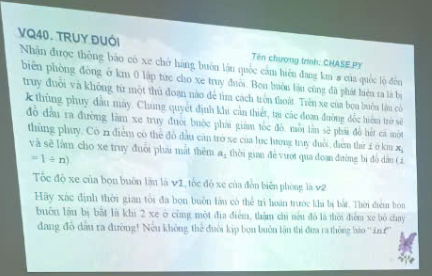 VQ40. TRUY ĐUỔI
Tên chương trình: CHASE.PY
Nhận được thông báo có xe chở hàng buôn lậu quốc cấm hiện đang km s của quốc lộ đến
biên phòng đóng ở km 0 lập tức cho xe truy đuổi. Bọn buôn lậu cũng đã phát hiện ra là bị
truy đuổi và không từ một thủ đoạn nào để tìm cách trốn thoát. Trên xe của bọn buôn lậu có
k thùng phuy dầu máy. Chúng quyết định khi cần thiết, tại các đoạn đường dốc hiểm trở sẽ
đổ dầu ra đường làm xe truy đuổi buộc phải giảm tốc độ, mỗi lần sẽ phải đổ hết cả một
thùng phuy. Có n điểm có thể đổ dầu cản trở xe của lực lượng truy đuổi, điểm thứ i ở km xᵢ
và sẽ làm cho xe truy đuổi phải mất thêm aᵢ thời gian để vượt qua đoạn đường bị đổ dầu (i
= 1 ÷ n)
Tốc độ xe của bọn buôn lậu là v1, tốc độ xe của đồn biên phòng là v2
Hãy xác định thời gian tối đa bọn buôn lậu có thể trì hoãn trước khi bị bắt. Thời điểm bọn
buôn lậu bị bắt là khi 2 xe ở cùng một địa điểm, thậm chí nếu đó là thời điểm xe bỏ chạy
đang đổ dầu ra đường! Nếu không thể đuổi kịp bọn buôn lậu thì đưa ra thông báo "inf"